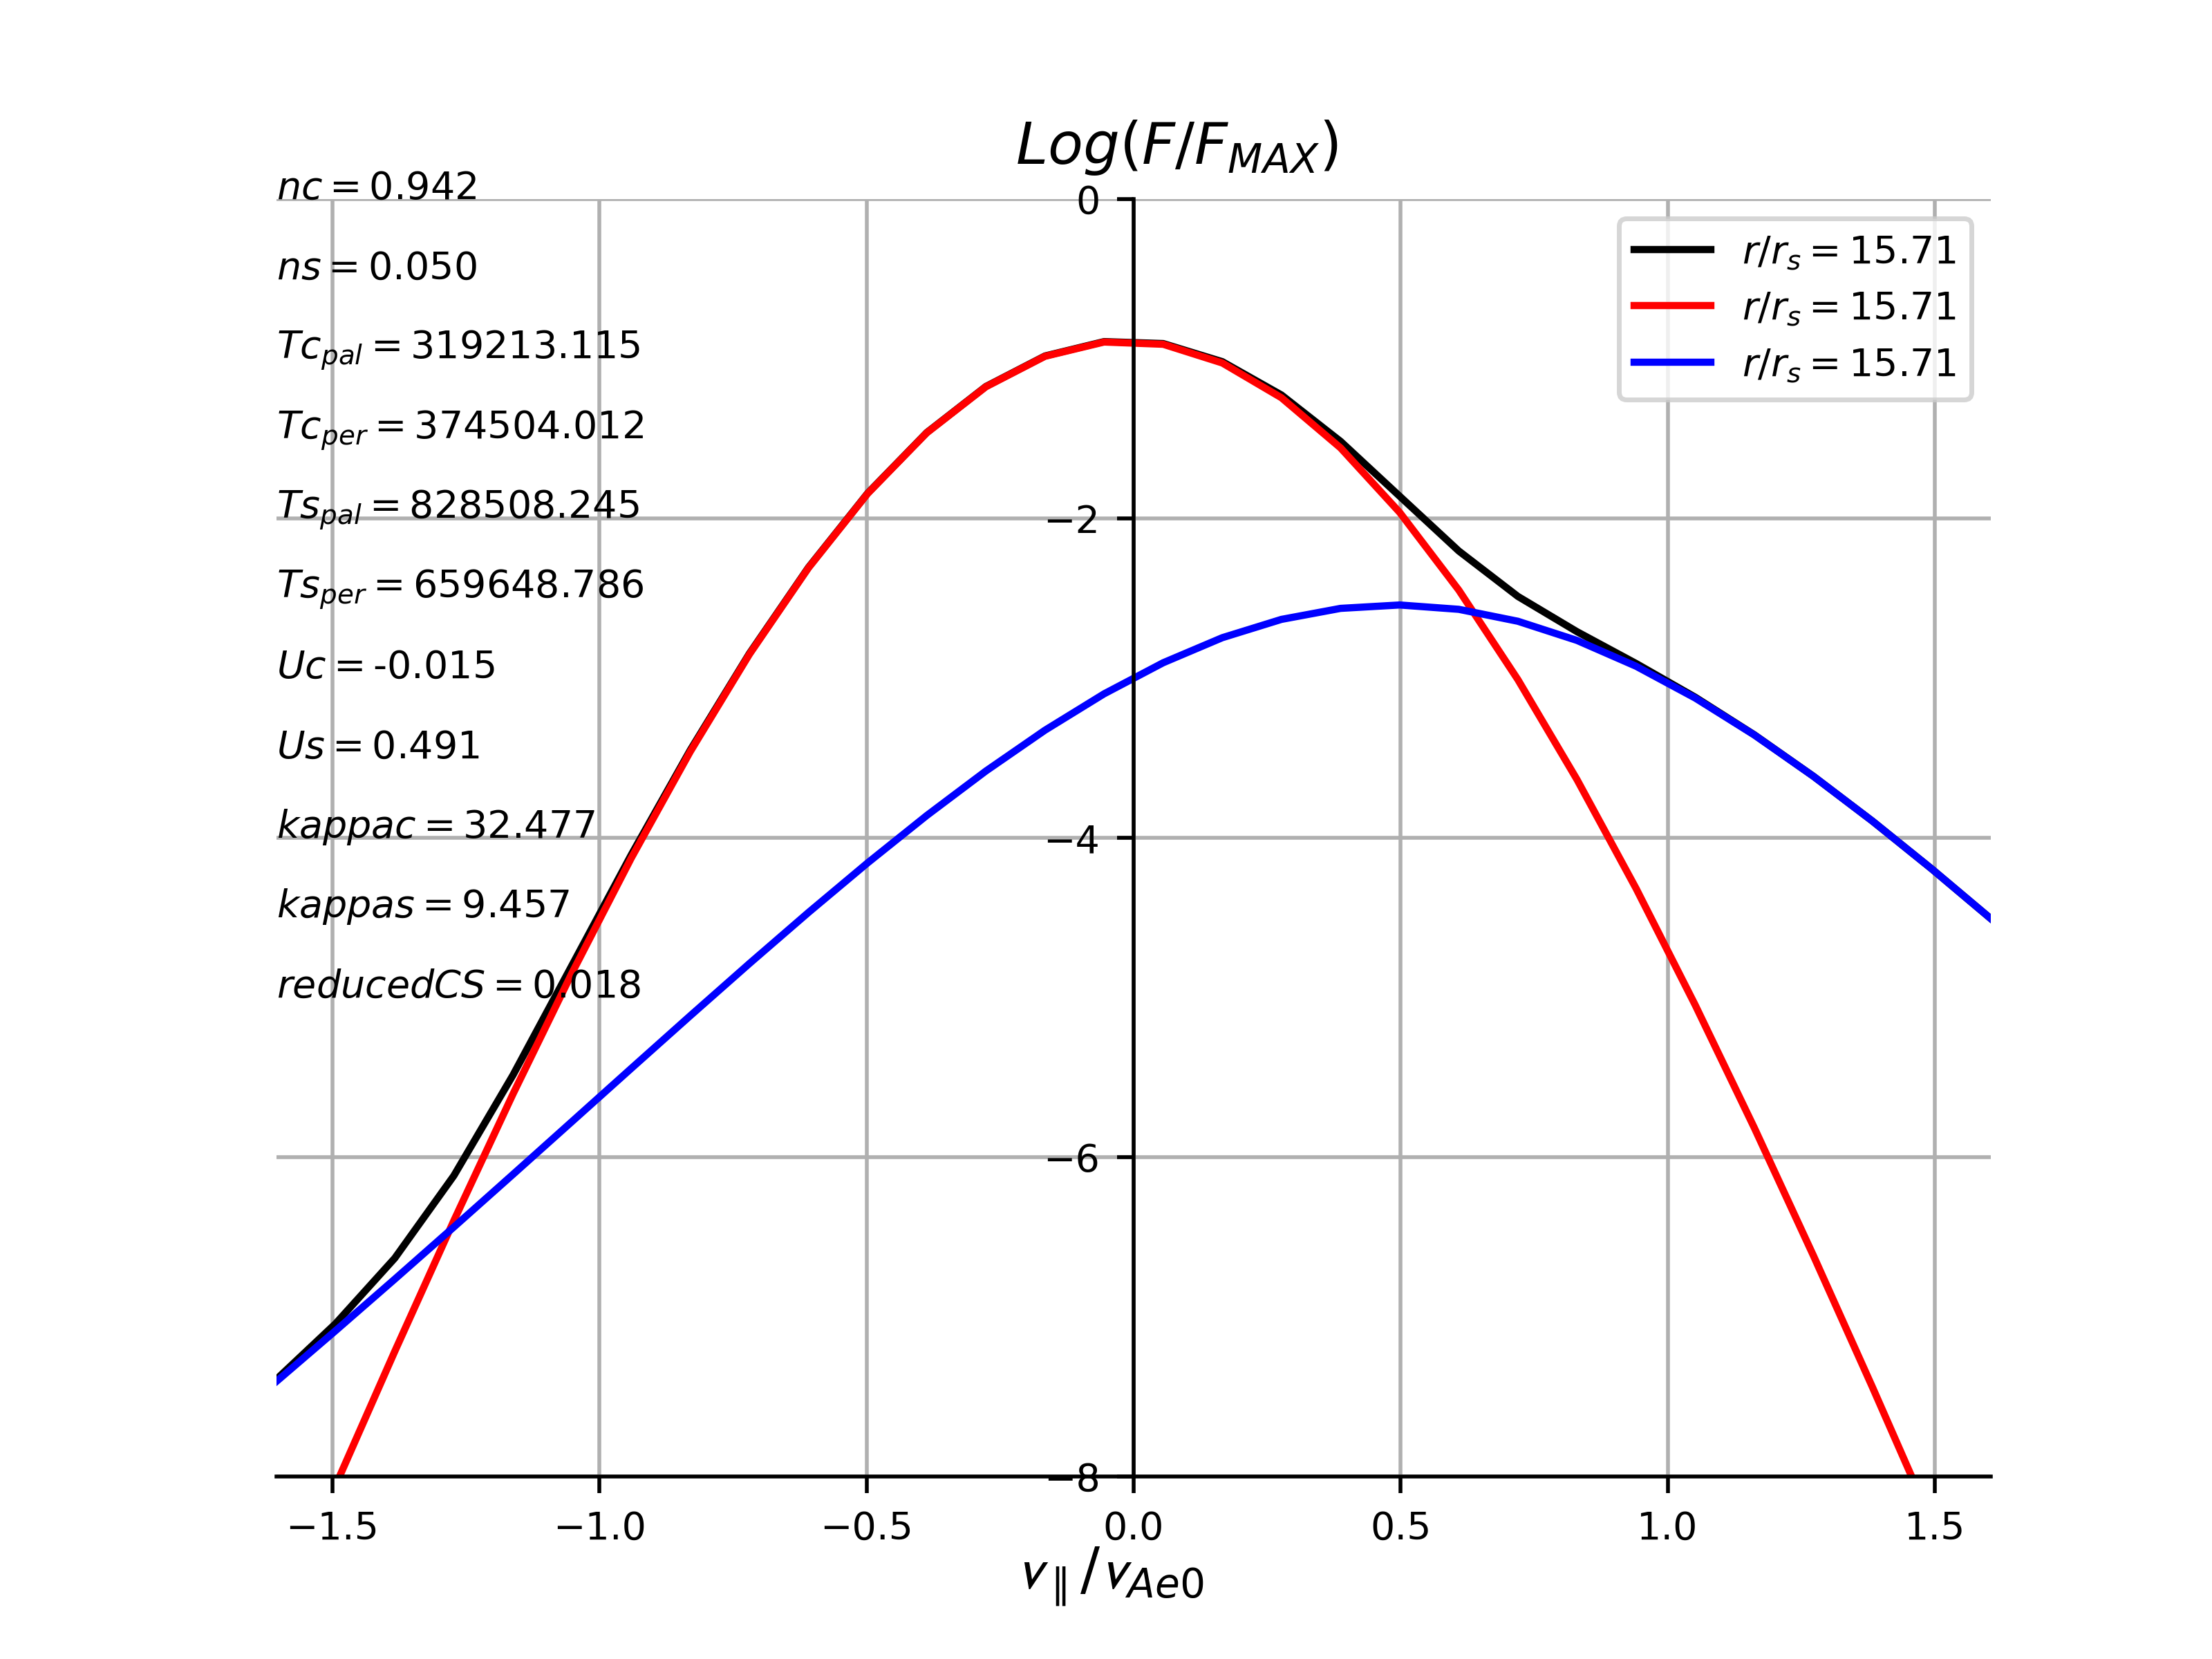 Log(F/F_MAX)
nc = 0.942
ns = 0.050
Tc_pal = 319213.115
Tc_per = 374504.012
Ts_pal = 828508.245
Ts_per = 659648.786
Uc = -0.015
Us = 0.491
kappac = 32.477
kappas = 9.457
reducedCS = 0.018
0
−2
−4
−6
−8
r/r_s = 15.71
r/r_s = 15.71
r/r_s = 15.71
−1.5 −1.0 −0.5 0.0 0.5 1.0 1.5
v_∥/v_Ae0